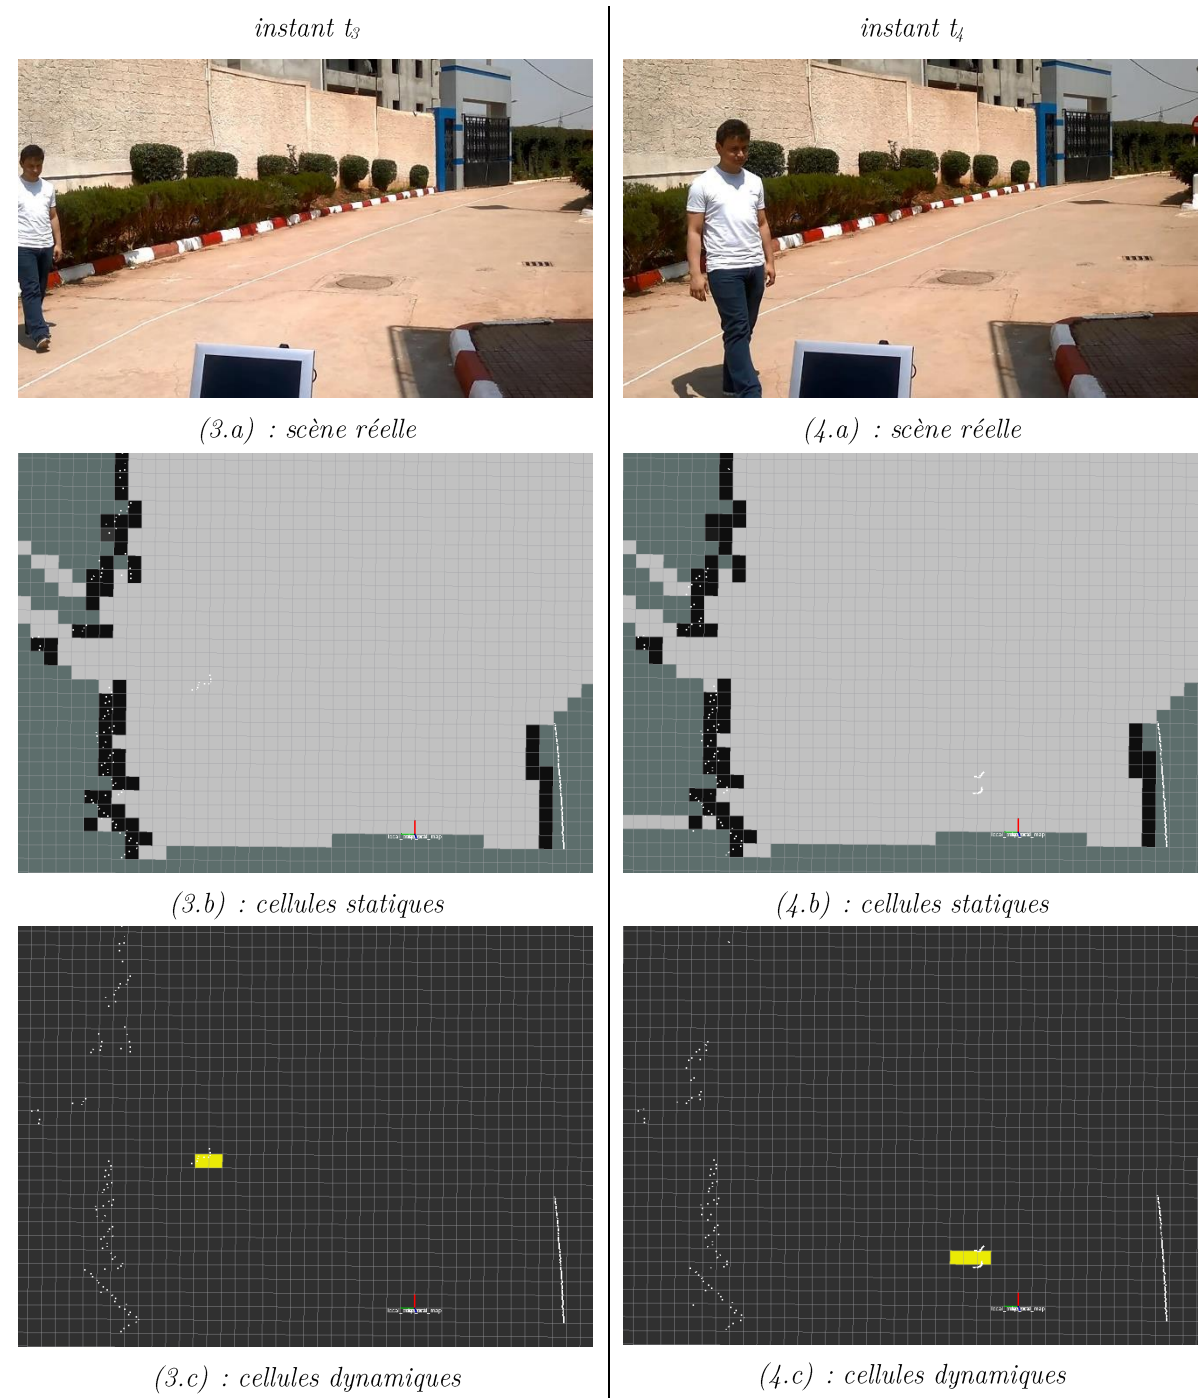 instant t₃
instant t₄
(3.a) : scène réelle
(4.a) : scène réelle
(3.b) : cellules statiques
(4.b) : cellules statiques
(3.c) : cellules dynamiques
(4.c) : cellules dynamiques